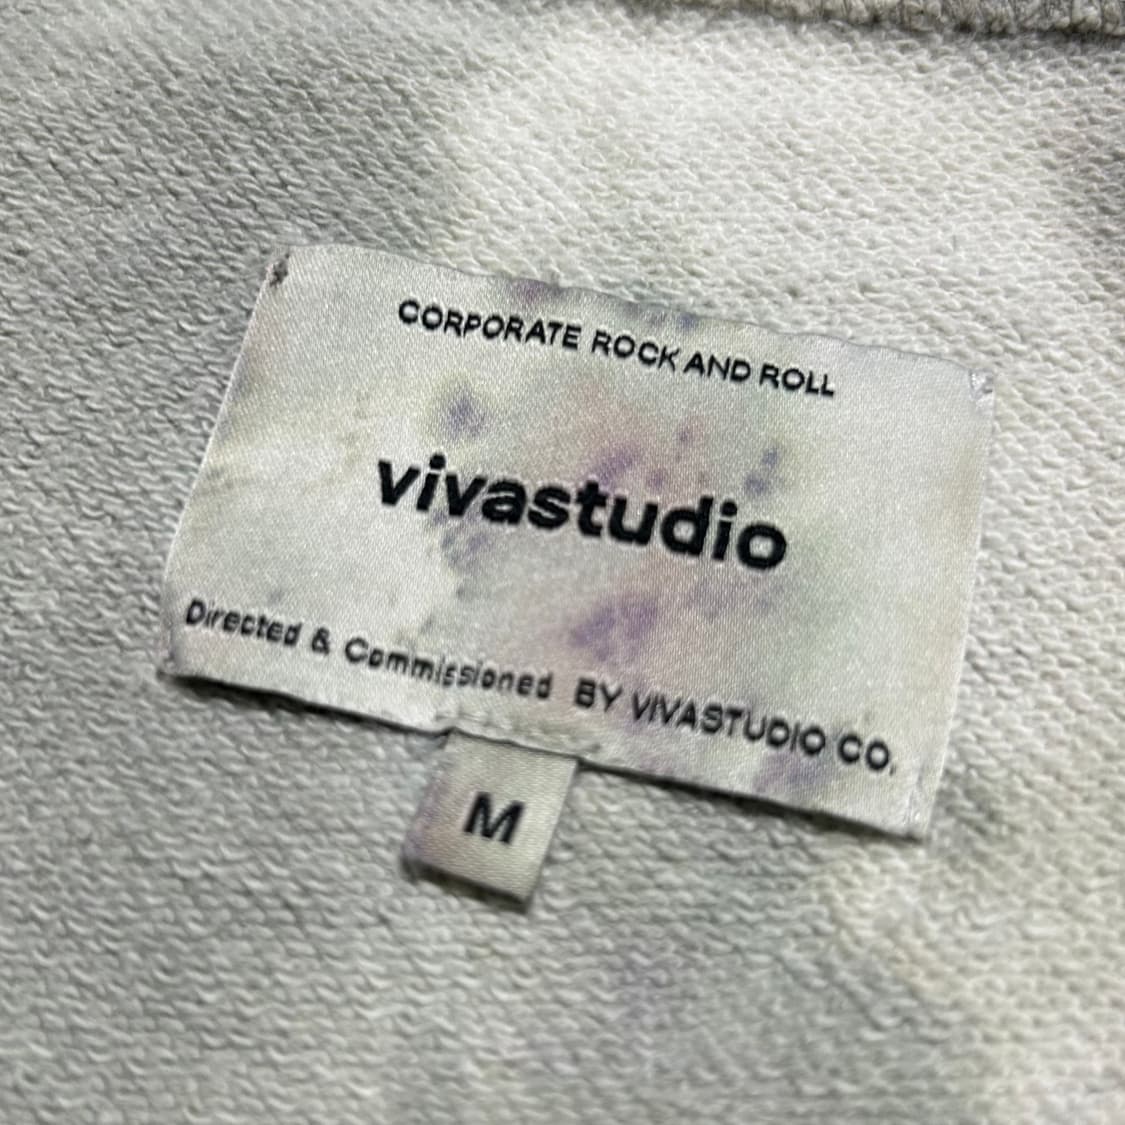 CORPORATE ROCK AND ROLL
vivastudio
Directed & Commissioned BY VIVASTUDIO CO.
M